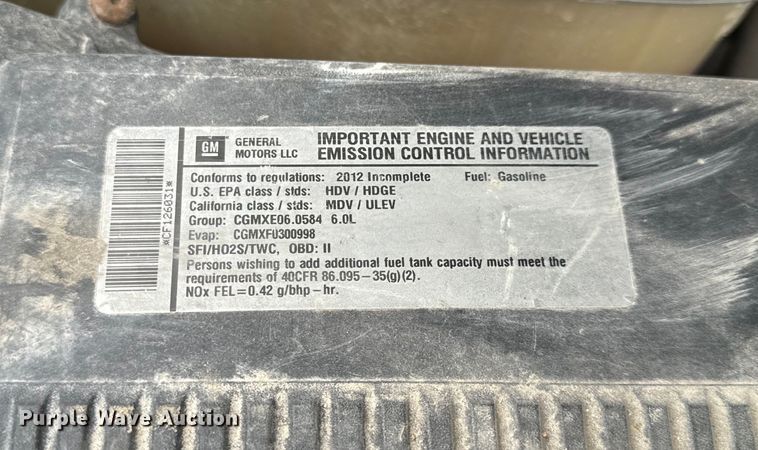 GM
GENERAL MOTORS LLC
IMPORTANT ENGINE AND VEHICLE
EMISSION CONTROL INFORMATION
Conforms to regulations: 2012 Incomplete Fuel: Gasoline
U.S. EPA class / stds: HDV / HDGE
California class / stds: MDV / ULEV
Group: CGMXE06.0584 6.0L
Evap: CGMXF0300998
SFI/HO2S/TWC, OBD: II
Persons wishing to add additional fuel tank capacity must meet the
requirements of 40CFR 86.095-35(g)(2).
NOx FEL=0.42 g/bhp-hr.
*CF126031*
Purple Wave Auction